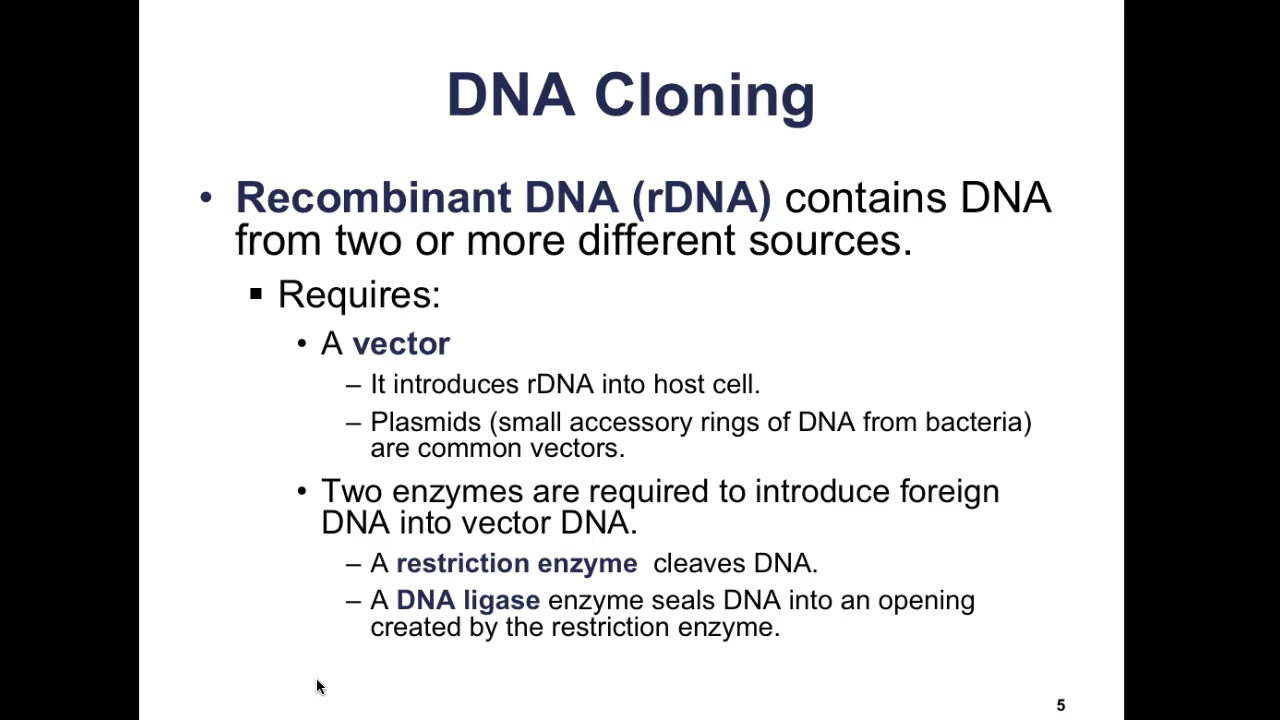 DNA Cloning
• Recombinant DNA (rDNA) contains DNA
from two or more different sources.
▪ Requires:
• A vector
– It introduces rDNA into host cell.
– Plasmids (small accessory rings of DNA from bacteria)
are common vectors.
• Two enzymes are required to introduce foreign
DNA into vector DNA.
– A restriction enzyme  cleaves DNA.
– A DNA ligase enzyme seals DNA into an opening
created by the restriction enzyme.
5